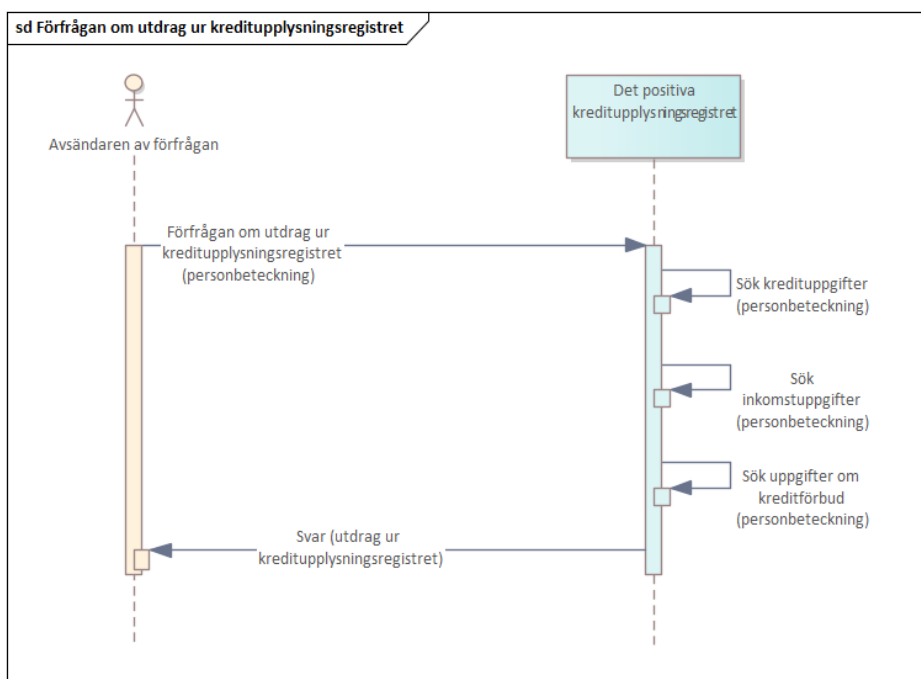 sd Förfrågan om utdrag ur kreditupplysningsregistret
Det positiva
kreditupplysningsregistret
Avsändaren av förfrågan
Förfrågan om utdrag ur
kreditupplysningsregistret
(personbeteckning)
Sök kredituppgifter
(personbeteckning)
Sök
inkomstuppgifter
(personbeteckning)
Sök uppgifter om
kreditförbud
(personbeteckning)
Svar (utdrag ur
kreditupplysningsregistret)